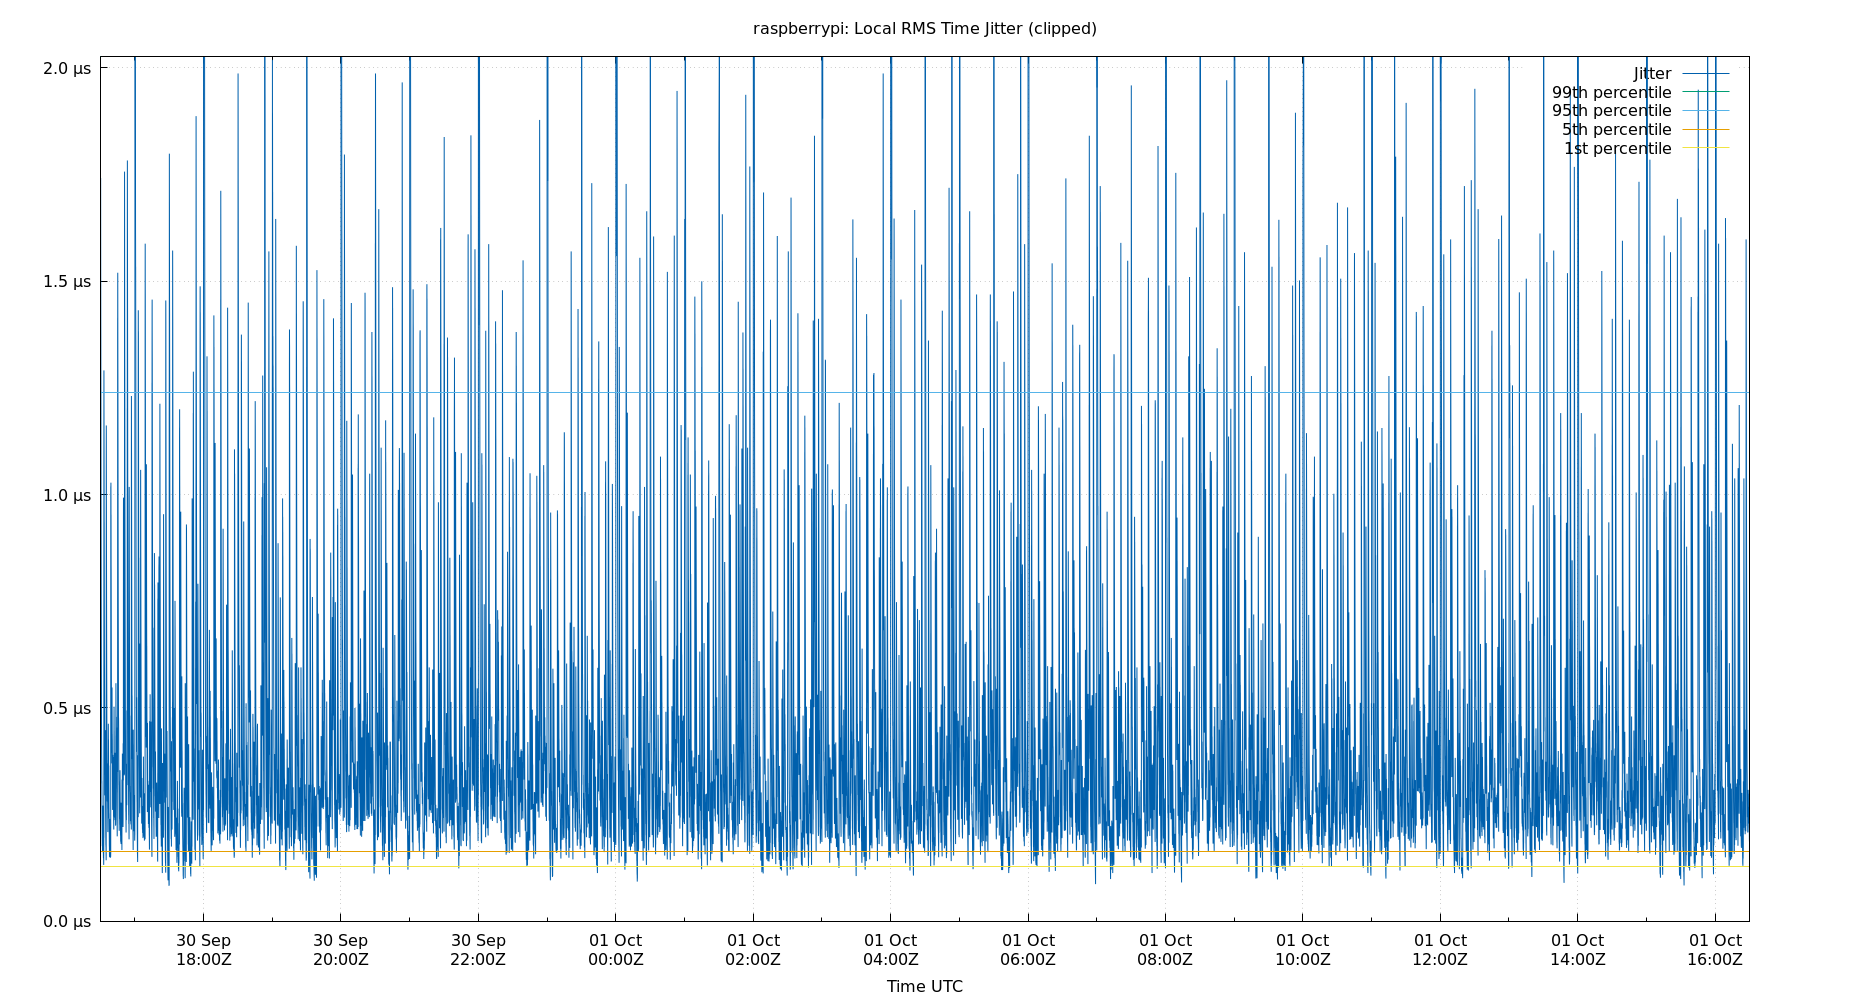 raspberrypi: Local RMS Time Jitter (clipped)
2.0 μs
1.5 μs
1.0 μs
0.5 μs
0.0 μs
Jitter
99th percentile
95th percentile
5th percentile
1st percentile
30 Sep 30 Sep 30 Sep 01 Oct 01 Oct 01 Oct 01 Oct 01 Oct 01 Oct 01 Oct 01 Oct 01 Oct
18:00Z 20:00Z 22:00Z 00:00Z 02:00Z 04:00Z 06:00Z 08:00Z 10:00Z 12:00Z 14:00Z 16:00Z
Time UTC